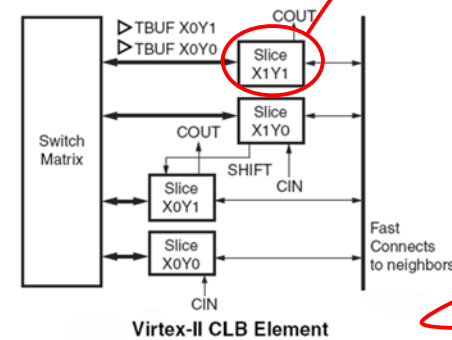 COUT
TBUF X0Y1
TBUF X0Y0
Slice
X1Y1
Slice
X1Y0
COUT
Switch
Matrix
SHIFT
CIN
Slice
X0Y1
Fast
Connects
to neighbors
Slice
X0Y0
CIN
Virtex-II CLB Element